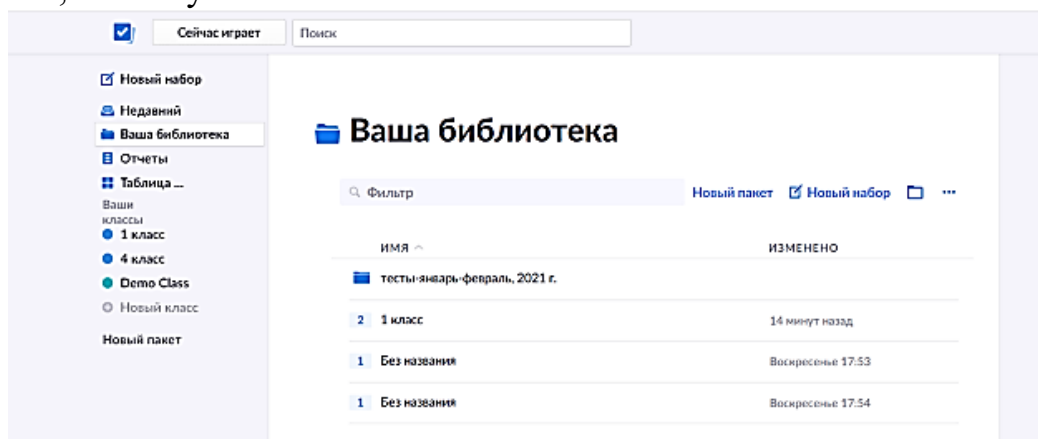 Сейчас играет
Поиск
Новый набор
Недавний
Ваша библиотека
Отчеты
Таблица ...
Ваши
классы
1 класс
4 класс
Demo Class
Новый класс
Новый пакет
Ваша библиотека
Фильтр
Новый пакет
Новый набор
ИМЯ
ИЗМЕНЕНО
тесты-январь-февраль, 2021 г.
2 1 класс 14 минут назад
1 Без названия Воскресенье 17:53
1 Без названия Воскресенье 17:54